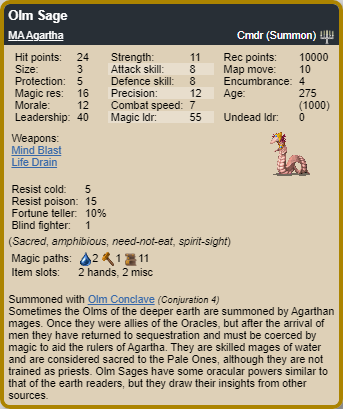 Olm Sage
MA Agartha Cmdr (Summon)
Hit points: 24 Strength: 11 Rec points: 10000
Size: 3 Attack skill: 8 Map move: 10
Protection: 5 Defence skill: 8 Encumbrance: 4
Magic res: 16 Precision: 12 Age: 275
Morale: 12 Combat speed: 7 (1000)
Leadership: 40 Magic ldr: 55 Undead ldr: 0
Weapons:
Mind Blast
Life Drain
Resist cold: 5
Resist poison: 15
Fortune teller: 10%
Blind fighter: 1
(Sacred, amphibious, need-not-eat, spirit-sight)
Magic paths: 2 1 11
Item slots: 2 hands, 2 misc
Summoned with Olm Conclave (Conjuration 4)
Sometimes the Olms of the deeper earth are summoned by Agarthan
mages. Once they were allies of the Oracles, but after the arrival of
men they have returned to sequestration and must be coerced by
magic to aid the rulers of Agartha. They are skilled mages of water
and are considered sacred to the Pale Ones, although they are not
trained as priests. Olm Sages have some oracular powers similar to
that of the earth readers, but they draw their insights from other
sources.